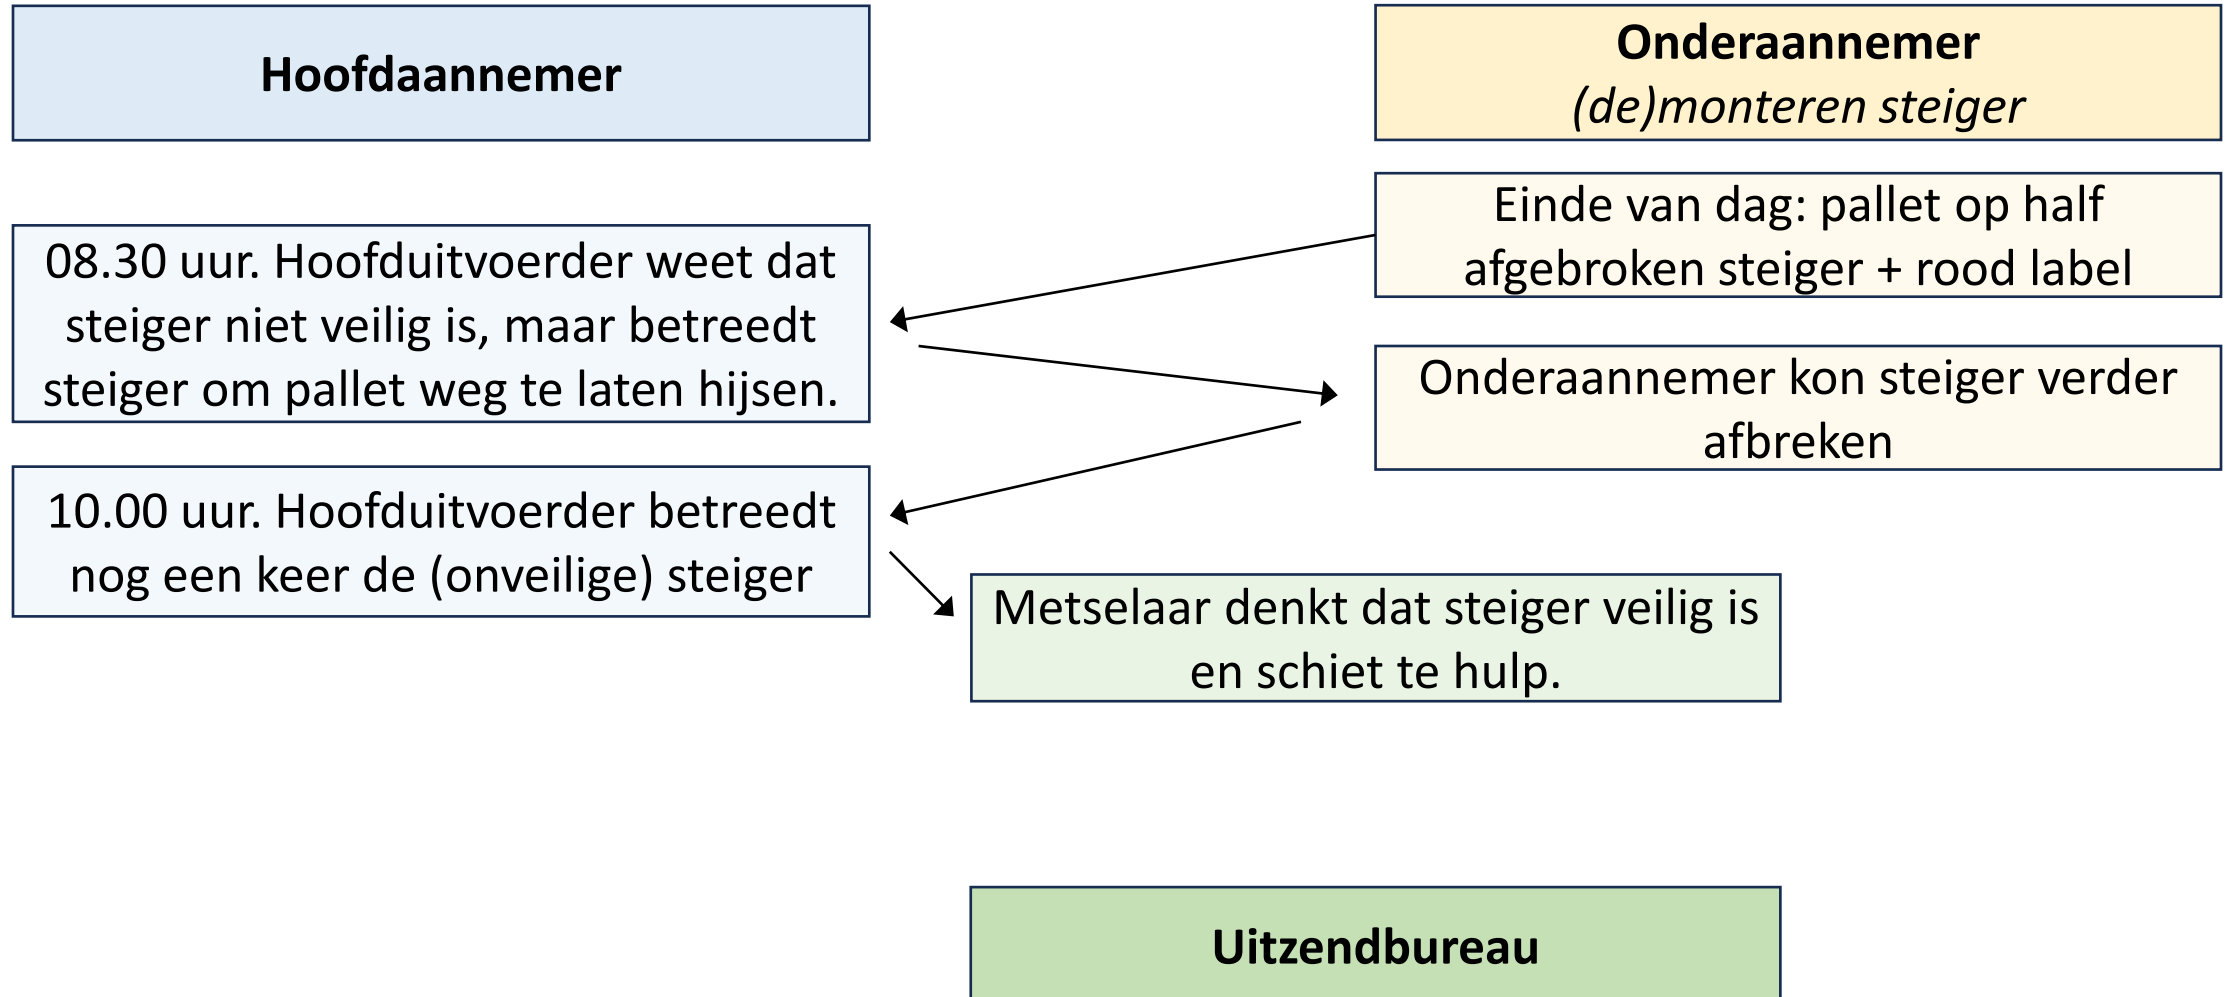 Hoofdaannemer
Onderaannemer
(de)monteren steiger
Einde van dag: pallet op half
afgebroken steiger + rood label
08.30 uur. Hoofduitvoerder weet dat
steiger niet veilig is, maar betreedt
steiger om pallet weg te laten hijsen.
Onderaannemer kon steiger verder
afbreken
10.00 uur. Hoofduitvoerder betreedt
nog een keer de (onveilige) steiger
Metselaar denkt dat steiger veilig is
en schiet te hulp.
Uitzendbureau